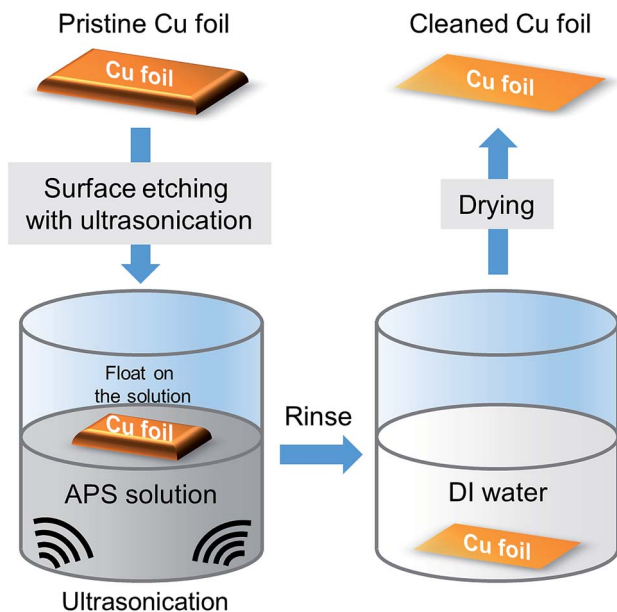 Pristine Cu foil
Cu foil
Surface etching
with ultrasonication
Float on
the solution
Cu foil
APS solution
Ultrasonication
Rinse
Cleaned Cu foil
Cu foil
Drying
DI water
Cu foil